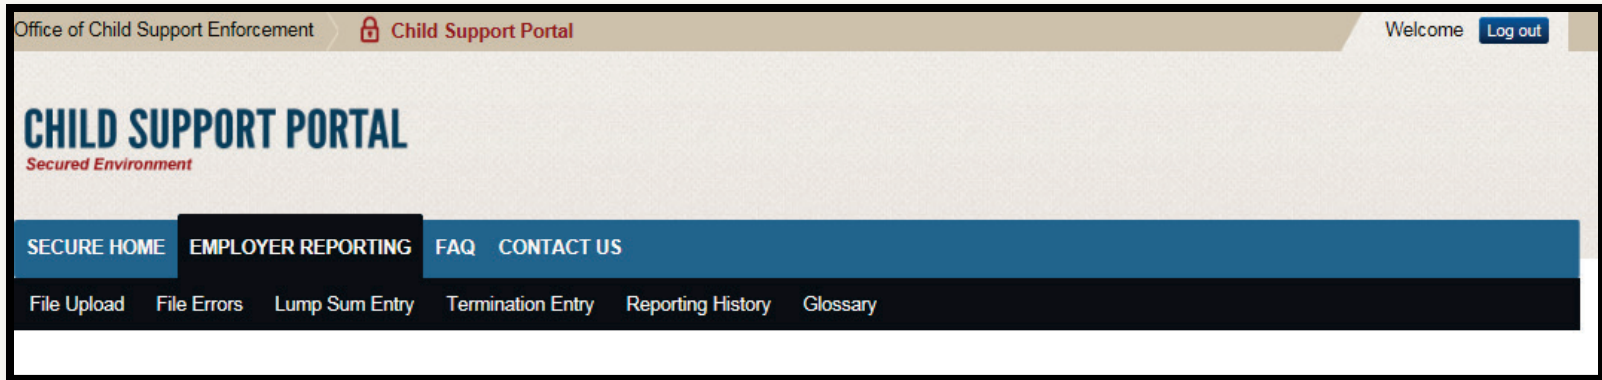 Office of Child Support Enforcement Child Support Portal Welcome Log out
CHILD SUPPORT PORTAL
Secured Environment
SECURE HOME EMPLOYER REPORTING FAQ CONTACT US
File Upload File Errors Lump Sum Entry Termination Entry Reporting History Glossary